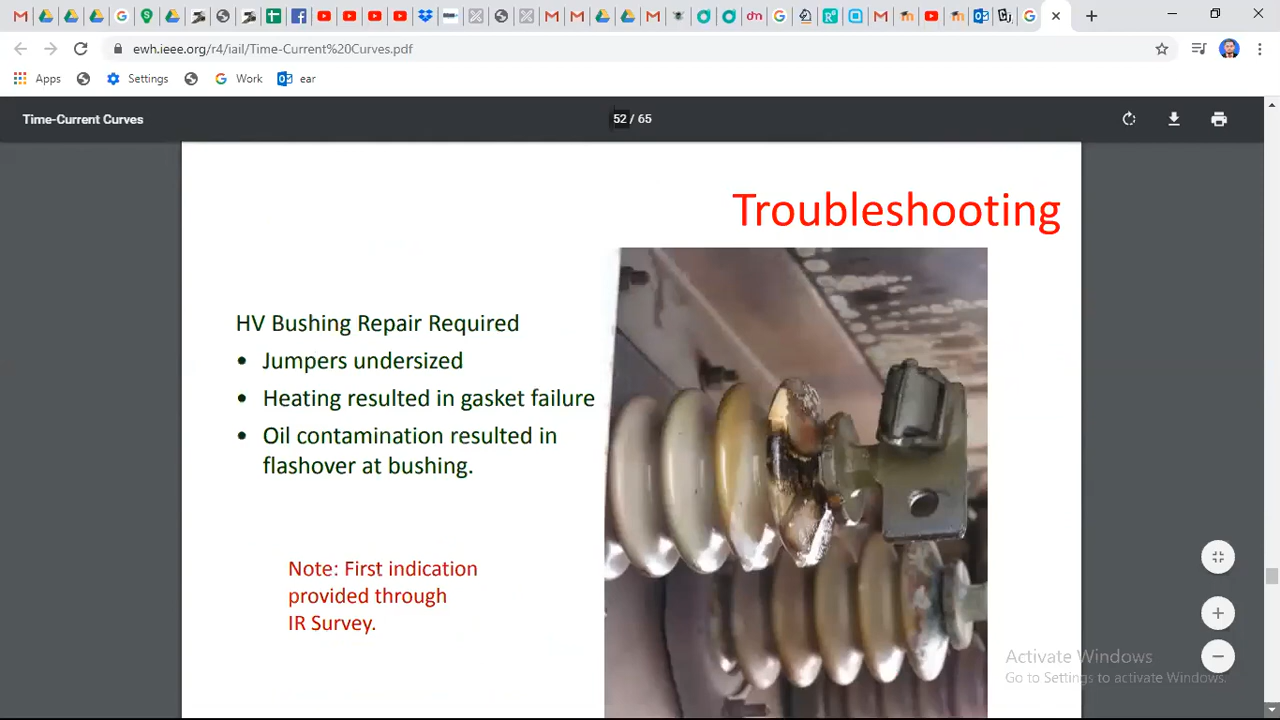 ewh.ieee.org/r4/iail/Time-Current%20Curves.pdf
Apps
Settings
Work
ear
Time-Current Curves
52 / 65
Troubleshooting
HV Bushing Repair Required
• Jumpers undersized
• Heating resulted in gasket failure
• Oil contamination resulted in
flashover at bushing.
Note: First indication
provided through
IR Survey.
Activate Windows
Go to Settings to activate Windows.